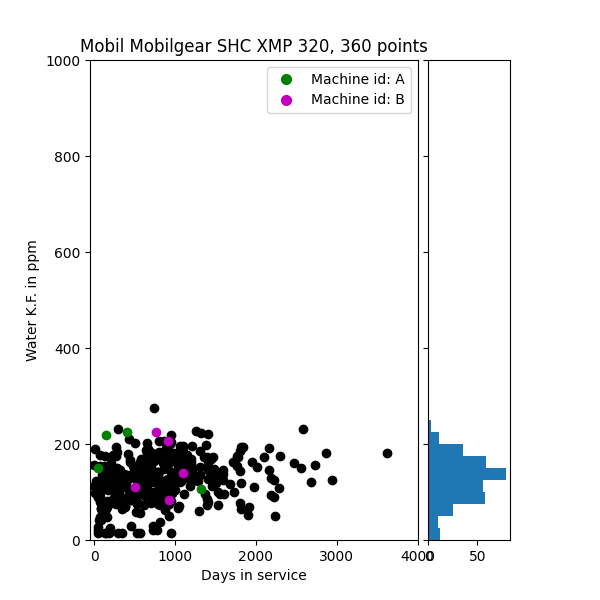 Mobil Mobilgear SHC XMP 320, 360 points
Machine id: A
Machine id: B
Water K.F. in ppm
1000
800
600
400
200
0
0 1000 2000 3000 4000
0 50
Days in service